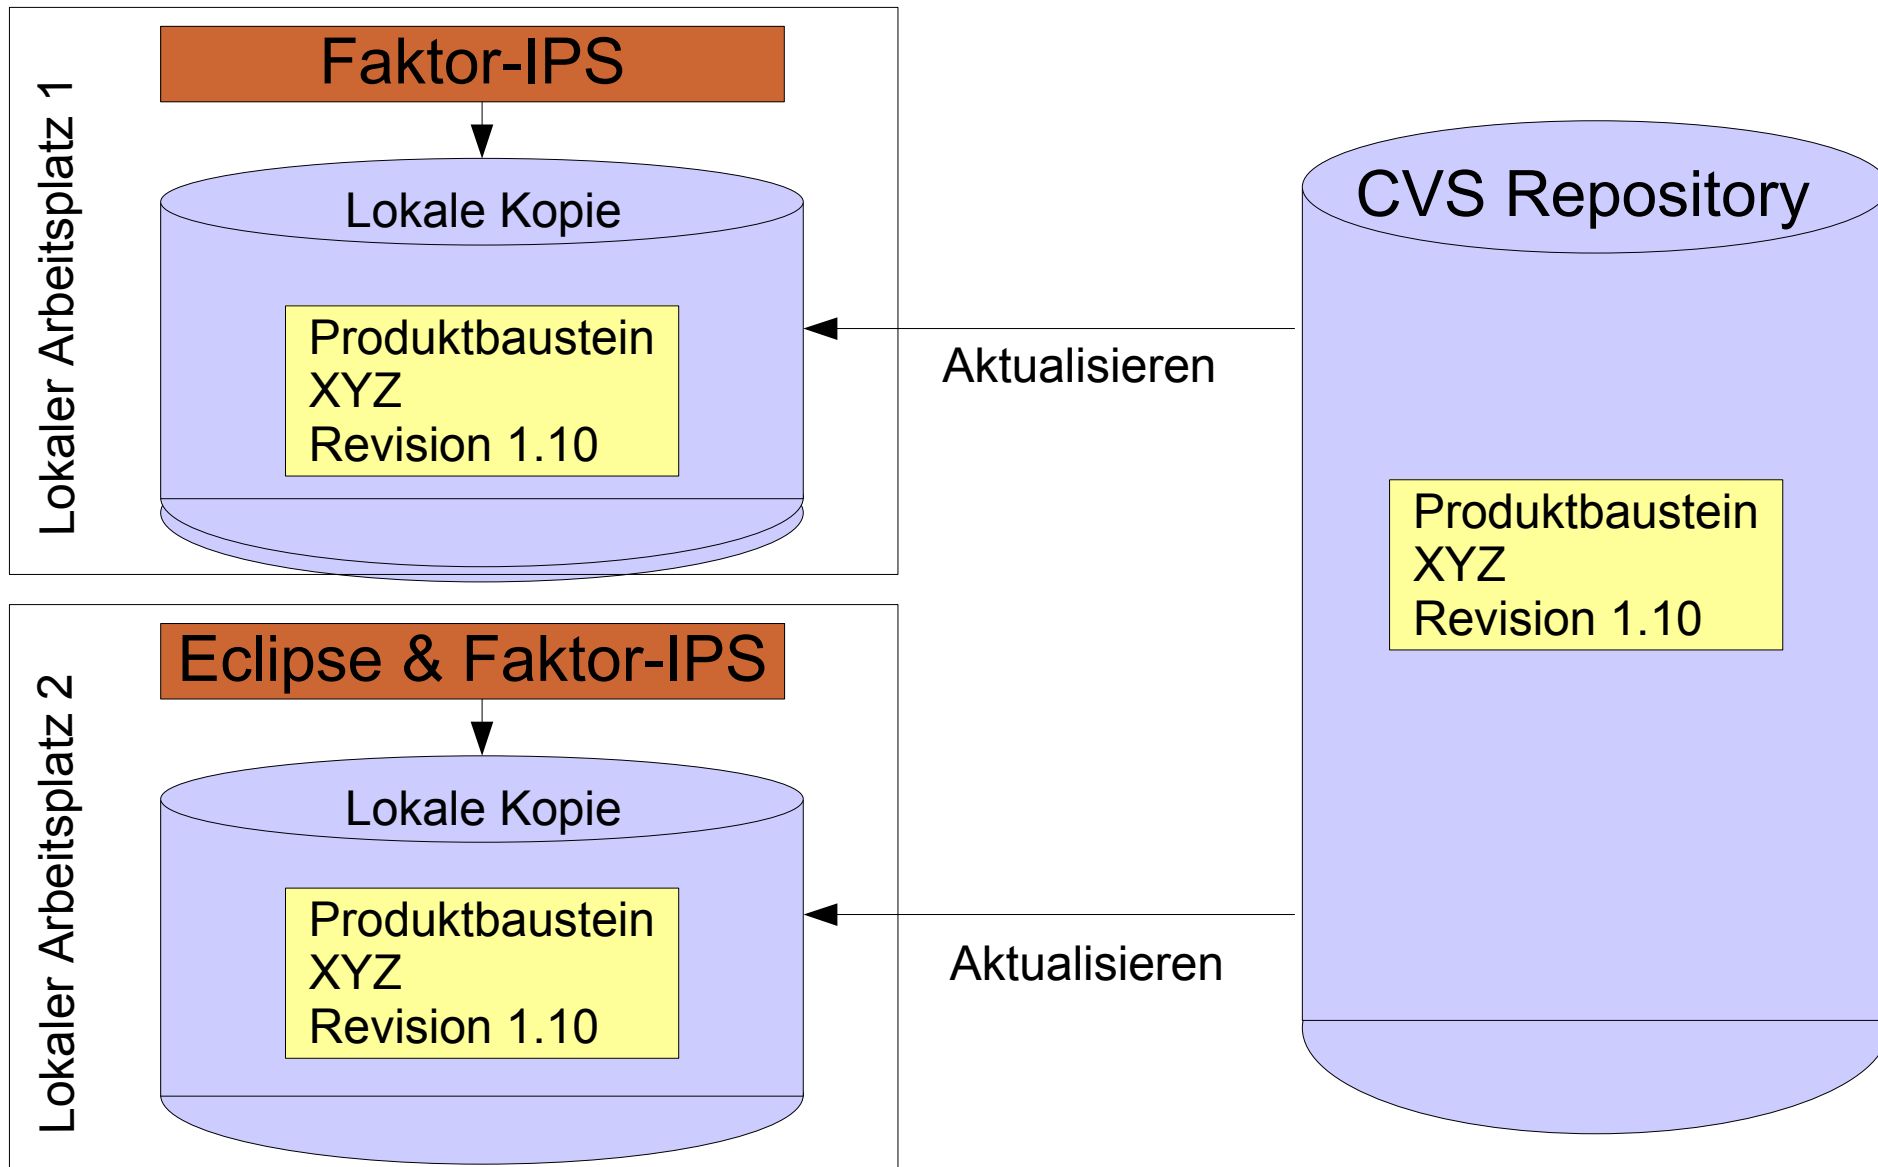 Lokaler Arbeitsplatz 1
Faktor-IPS
Lokale Kopie
Produktbaustein
XYZ
Revision 1.10
Aktualisieren
CVS Repository
Produktbaustein
XYZ
Revision 1.10
Lokaler Arbeitsplatz 2
Eclipse & Faktor-IPS
Lokale Kopie
Produktbaustein
XYZ
Revision 1.10
Aktualisieren